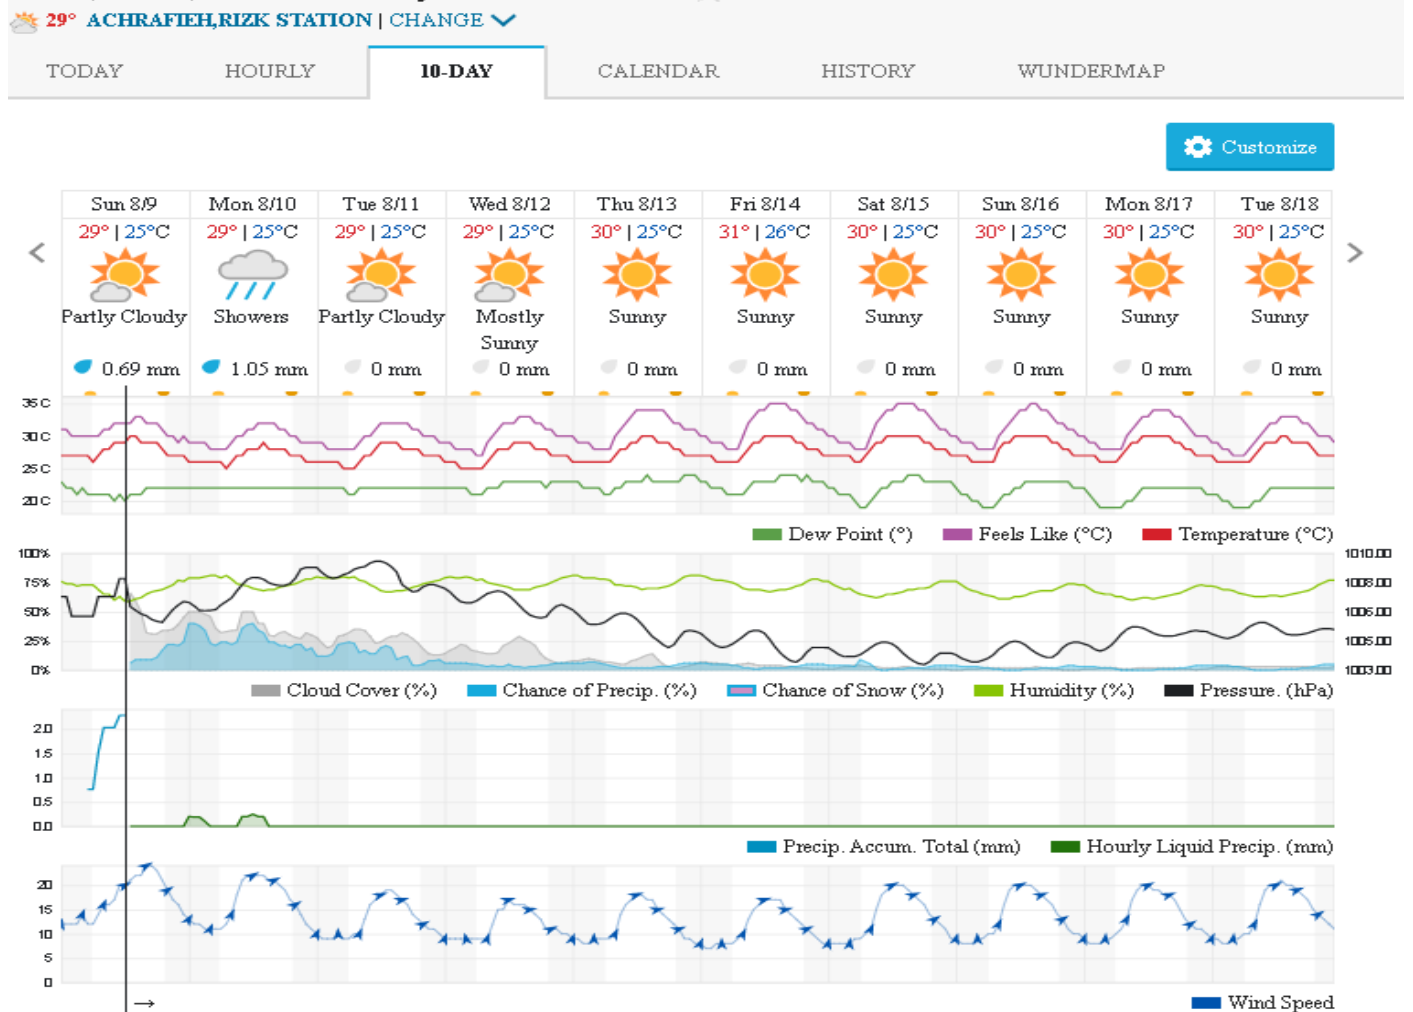 29° ACHRAFIEH,RIZK STATION | CHANGE
TODAY HOURLY 10-DAY CALENDAR HISTORY WUNDERMAP
Customize
Sun 8/9 Mon 8/10 Tue 8/11 Wed 8/12 Thu 8/13 Fri 8/14 Sat 8/15 Sun 8/16 Mon 8/17 Tue 8/18
29° | 25°C 29° | 25°C 29° | 25°C 29° | 25°C 30° | 25°C 31° | 26°C 30° | 25°C 30° | 25°C 30° | 25°C 30° | 25°C
Partly Cloudy Showers Partly Cloudy Mostly Sunny Sunny Sunny Sunny Sunny Sunny Sunny
0.69 mm 1.05 mm 0 mm 0 mm 0 mm 0 mm 0 mm 0 mm 0 mm 0 mm
35 C
30 C
25 C
20 C
Dew Point (°) Feels Like (°C) Temperature (°C)
100% 1010.00
75% 1008.00
50% 1006.00
25% 1005.00
0% 1003.00
Cloud Cover (%) Chance of Precip. (%) Chance of Snow (%) Humidity (%) Pressure. (hPa)
2.0
1.5
1.0
0.5
0.0
Precip. Accum. Total (mm) Hourly Liquid Precip. (mm)
20
15
10
5
0
Wind Speed